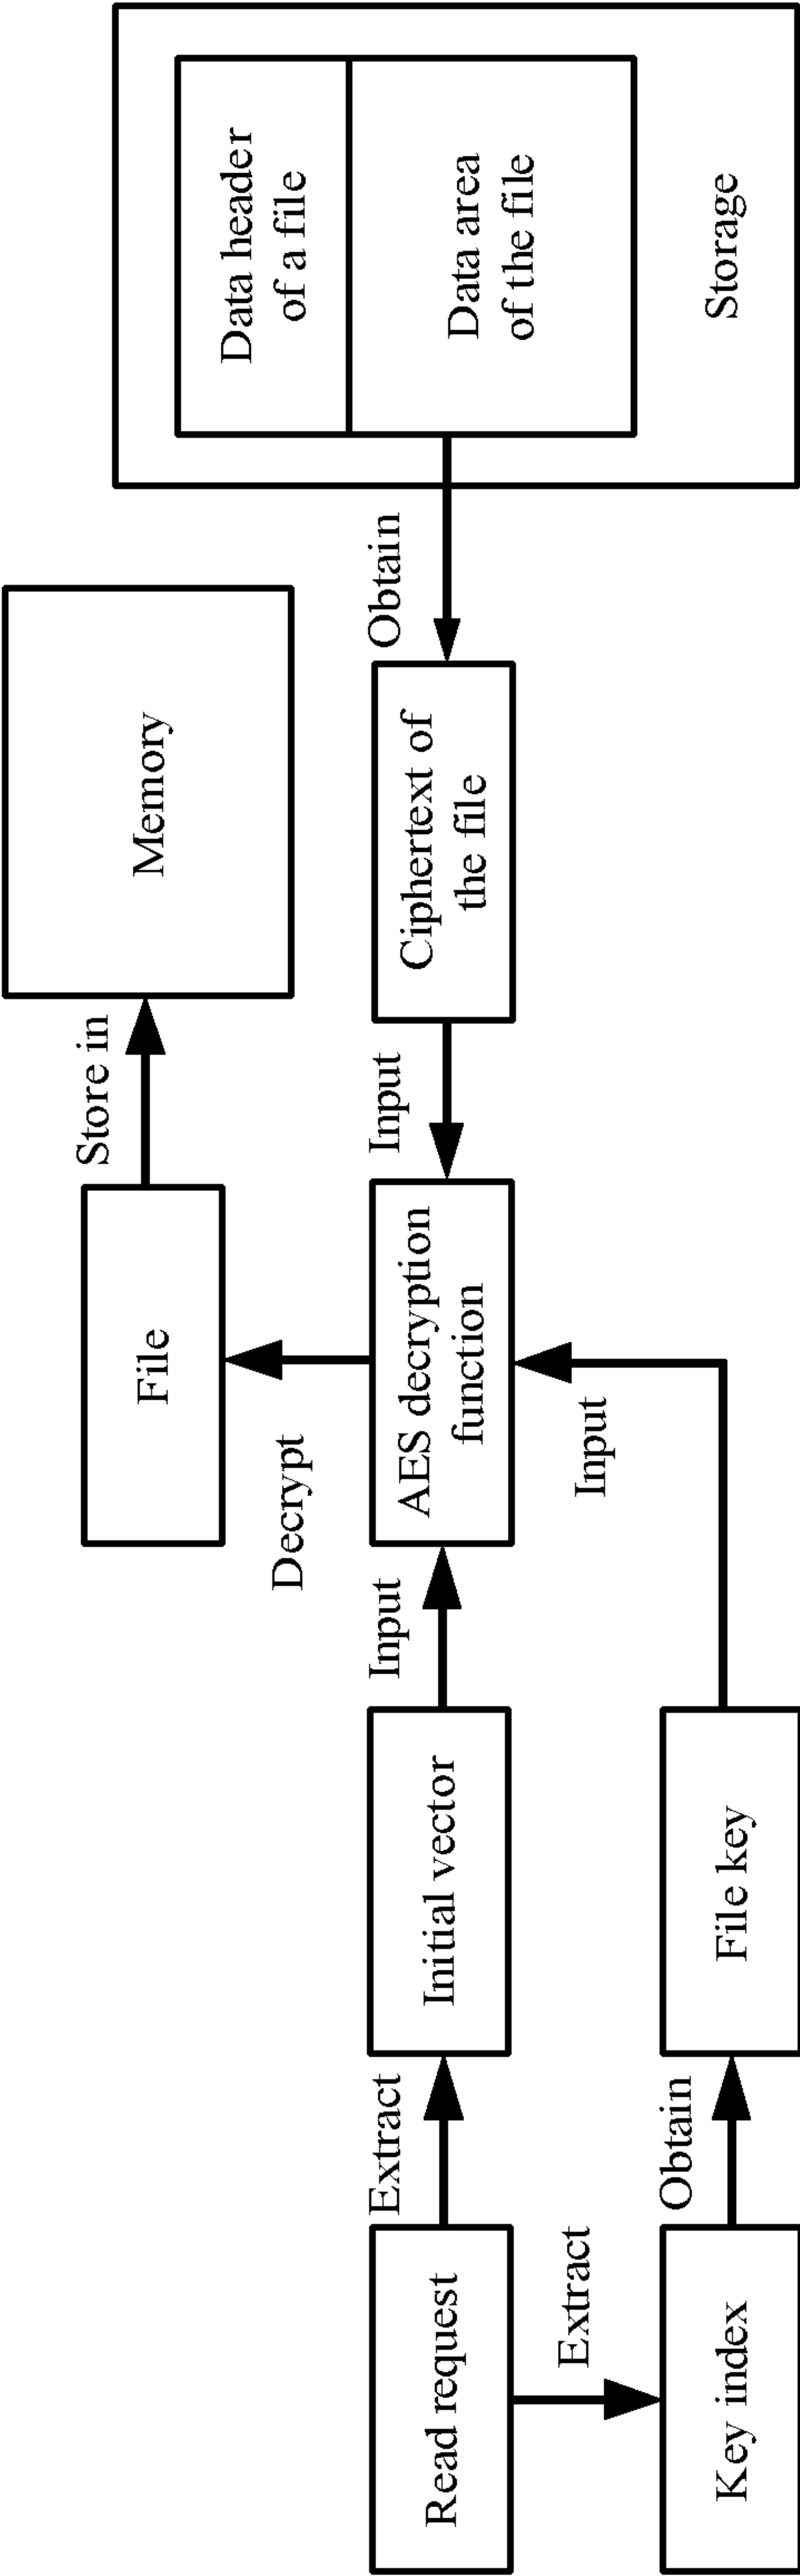 File
Store in
Memory
Decrypt
Read request
Extract
Initial vector
Input
AES decryption
function
Input
Ciphertext of
the file
Obtain
Data header
of a file
Data area
of the file
Storage
Extract
Input
Key index
Obtain
File key